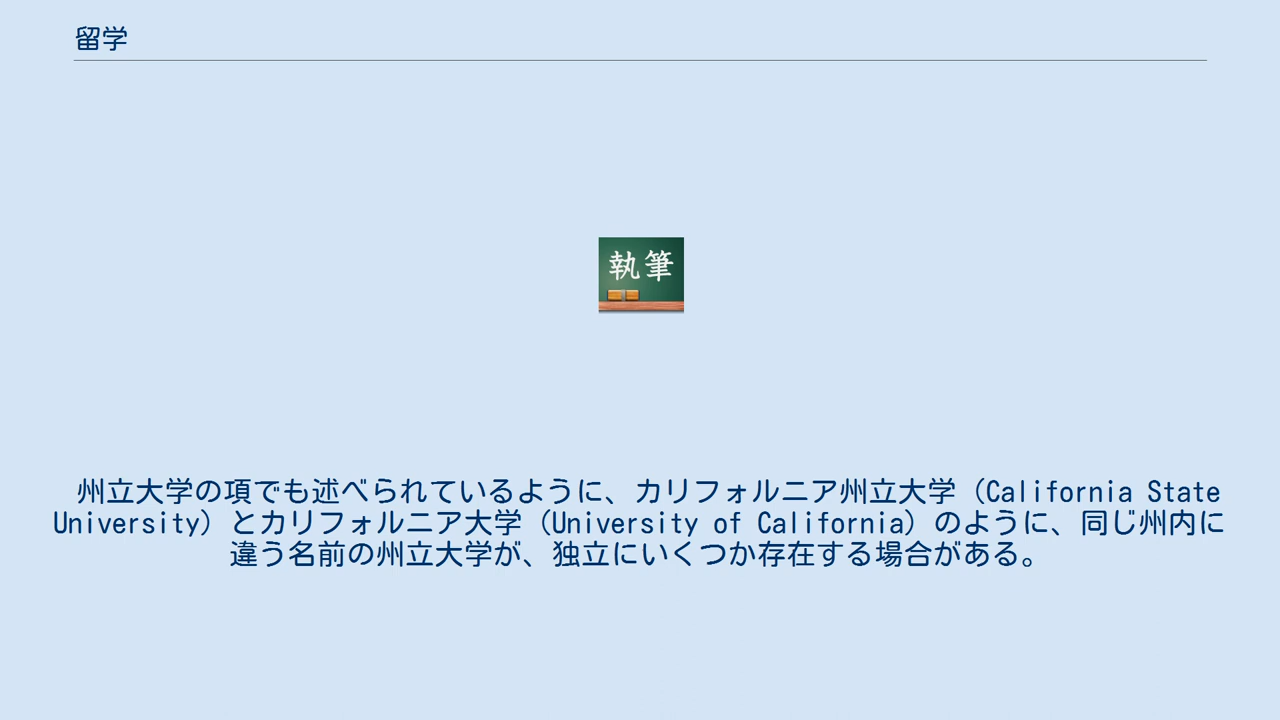 留学
執筆
州立大学の項でも述べられているように、カリフォルニア州立大学（California State
University）とカリフォルニア大学（University of California）のように、同じ州内に
違う名前の州立大学が、独立にいくつか存在する場合がある。